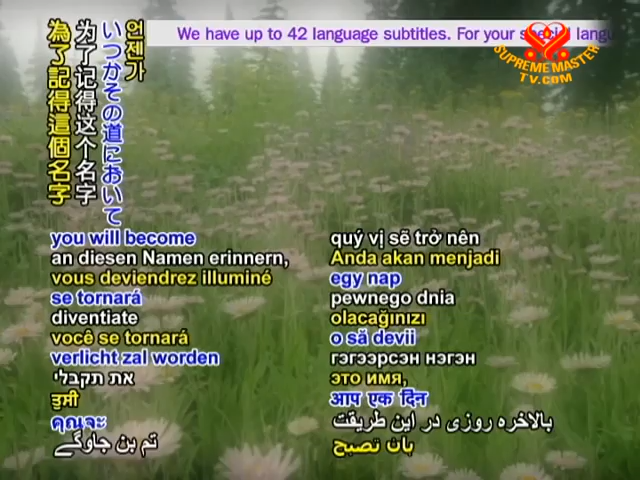 We have up to 42 language subtitles. For your special langu
SUPREME MASTER
TV.COM
언젠가
いつかその道において
为了记得这个名字
為了記得這個名字
you will become
an diesen Namen erinnern,
vous deviendrez illuminé
se tornará
diventiate
você se tornará
verlicht zal worden
את תקבלי
ਤੁਸੀ
คุณจะ
تم بن جاوگے
quý vị sẽ trở nên
Anda akan menjadi
egy nap
pewnego dnia
olacağınızı
o să devii
гэгээрсэн нэгэн
это имя,
आप एक दिन
بالاخره روزی در این طریقت
بأن تصبح